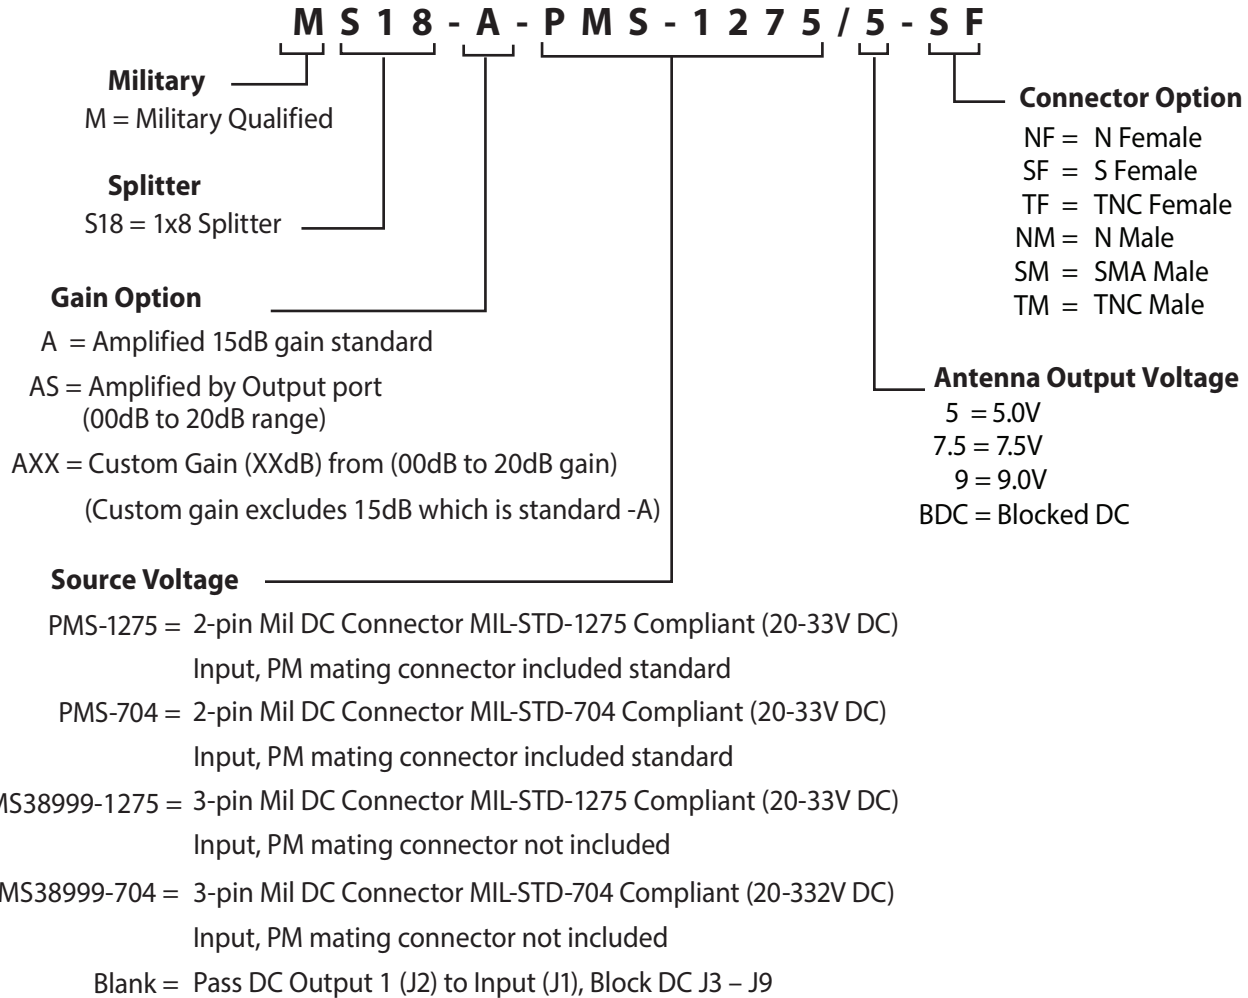 M S 1 8 - A - P M S - 1 2 7 5 / 5 - S F
Military
M = Military Qualified
Splitter
S18 = 1x8 Splitter
Gain Option
A = Amplified 15dB gain standard
AS = Amplified by Output port
(00dB to 20dB range)
AXX = Custom Gain (XXdB) from (00dB to 20dB gain)
(Custom gain excludes 15dB which is standard -A)
Source Voltage
PMS-1275 = 2-pin Mil DC Connector MIL-STD-1275 Compliant (20-33V DC)
Input, PM mating connector included standard
PMS-704 = 2-pin Mil DC Connector MIL-STD-704 Compliant (20-33V DC)
Input, PM mating connector included standard
MS38999-1275 = 3-pin Mil DC Connector MIL-STD-1275 Compliant (20-33V DC)
Input, PM mating connector not included
MS38999-704 = 3-pin Mil DC Connector MIL-STD-704 Compliant (20-332V DC)
Input, PM mating connector not included
Blank = Pass DC Output 1 (J2) to Input (J1), Block DC J3 – J9
Connector Option
NF = N Female
SF = S Female
TF = TNC Female
NM = N Male
SM = SMA Male
TM = TNC Male
Antenna Output Voltage
5 = 5.0V
7.5 = 7.5V
9 = 9.0V
BDC = Blocked DC